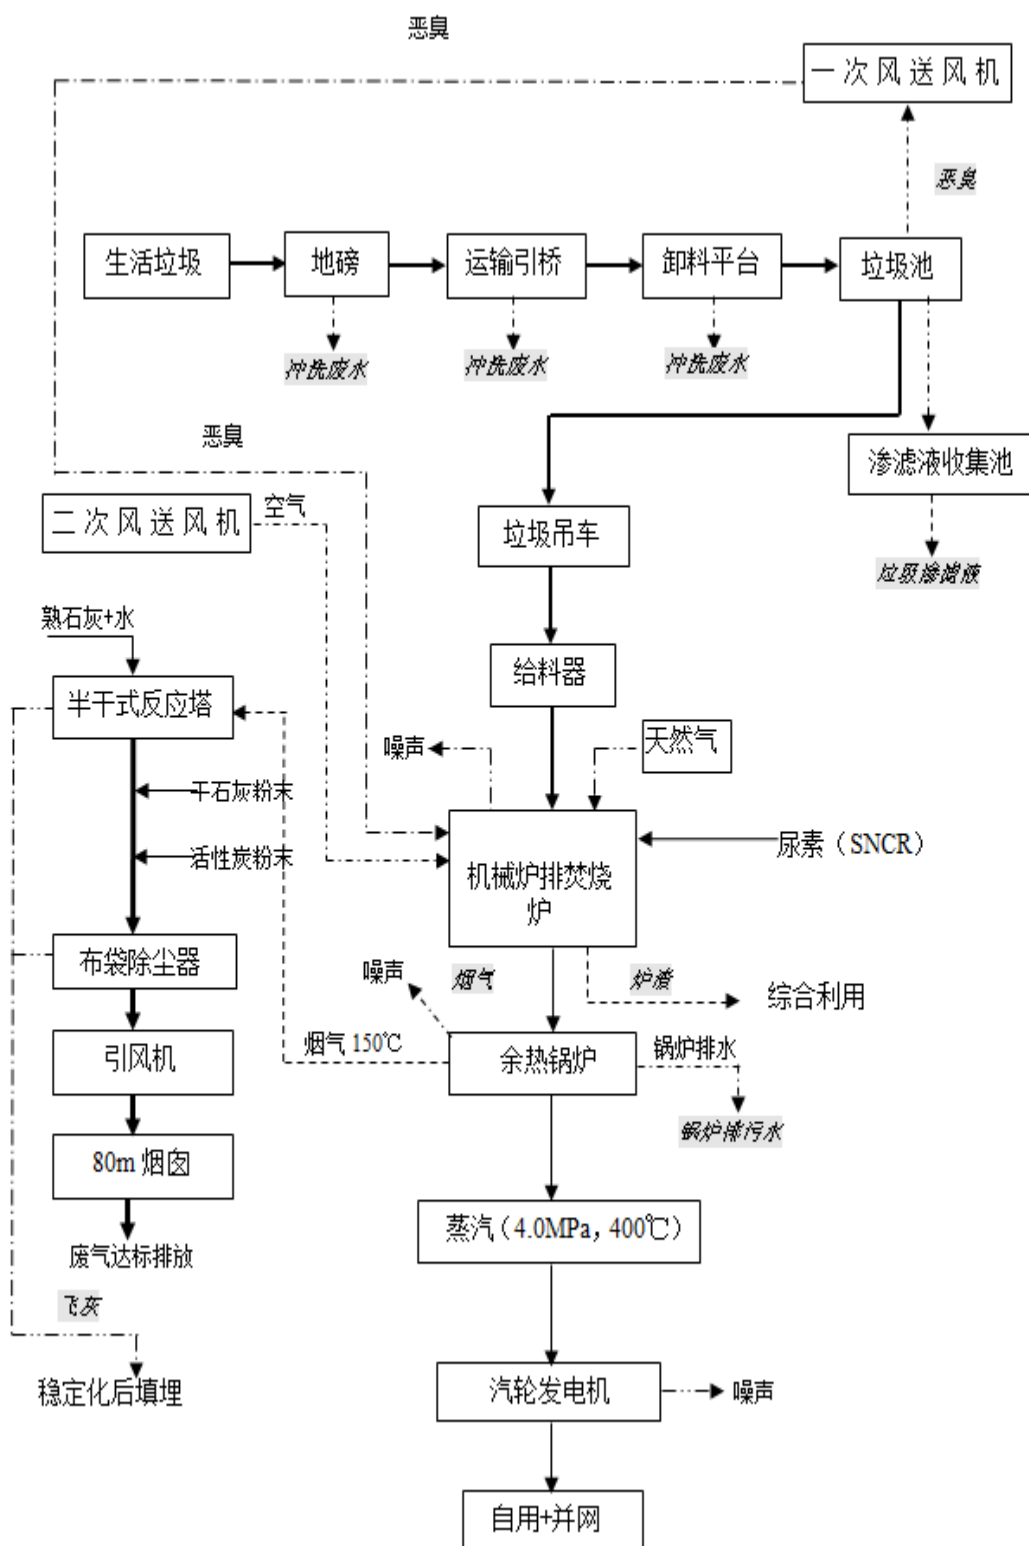 恶臭
一次风送风机
恶臭
生活垃圾
地磅
运输引桥
卸料平台
垃圾池
冲洗废水
冲洗废水
冲洗废水
恶臭
渗滤液收集池
空气
二次风送风机
垃圾吊车
垃圾渗滤液
熟石灰+水
给料器
半干式反应塔
噪声
天然气
干石灰粉末
尿素（SNCR）
活性炭粉末
机械炉排焚烧
炉
布袋除尘器
噪声
烟气
炉渣
综合利用
烟气 150℃
余热锅炉
锅炉排水
引风机
锅炉排污水
80m 烟囱
蒸汽（4.0MPa，400℃）
废气达标排放
飞灰
稳定化后填埋
汽轮发电机
噪声
自用+并网